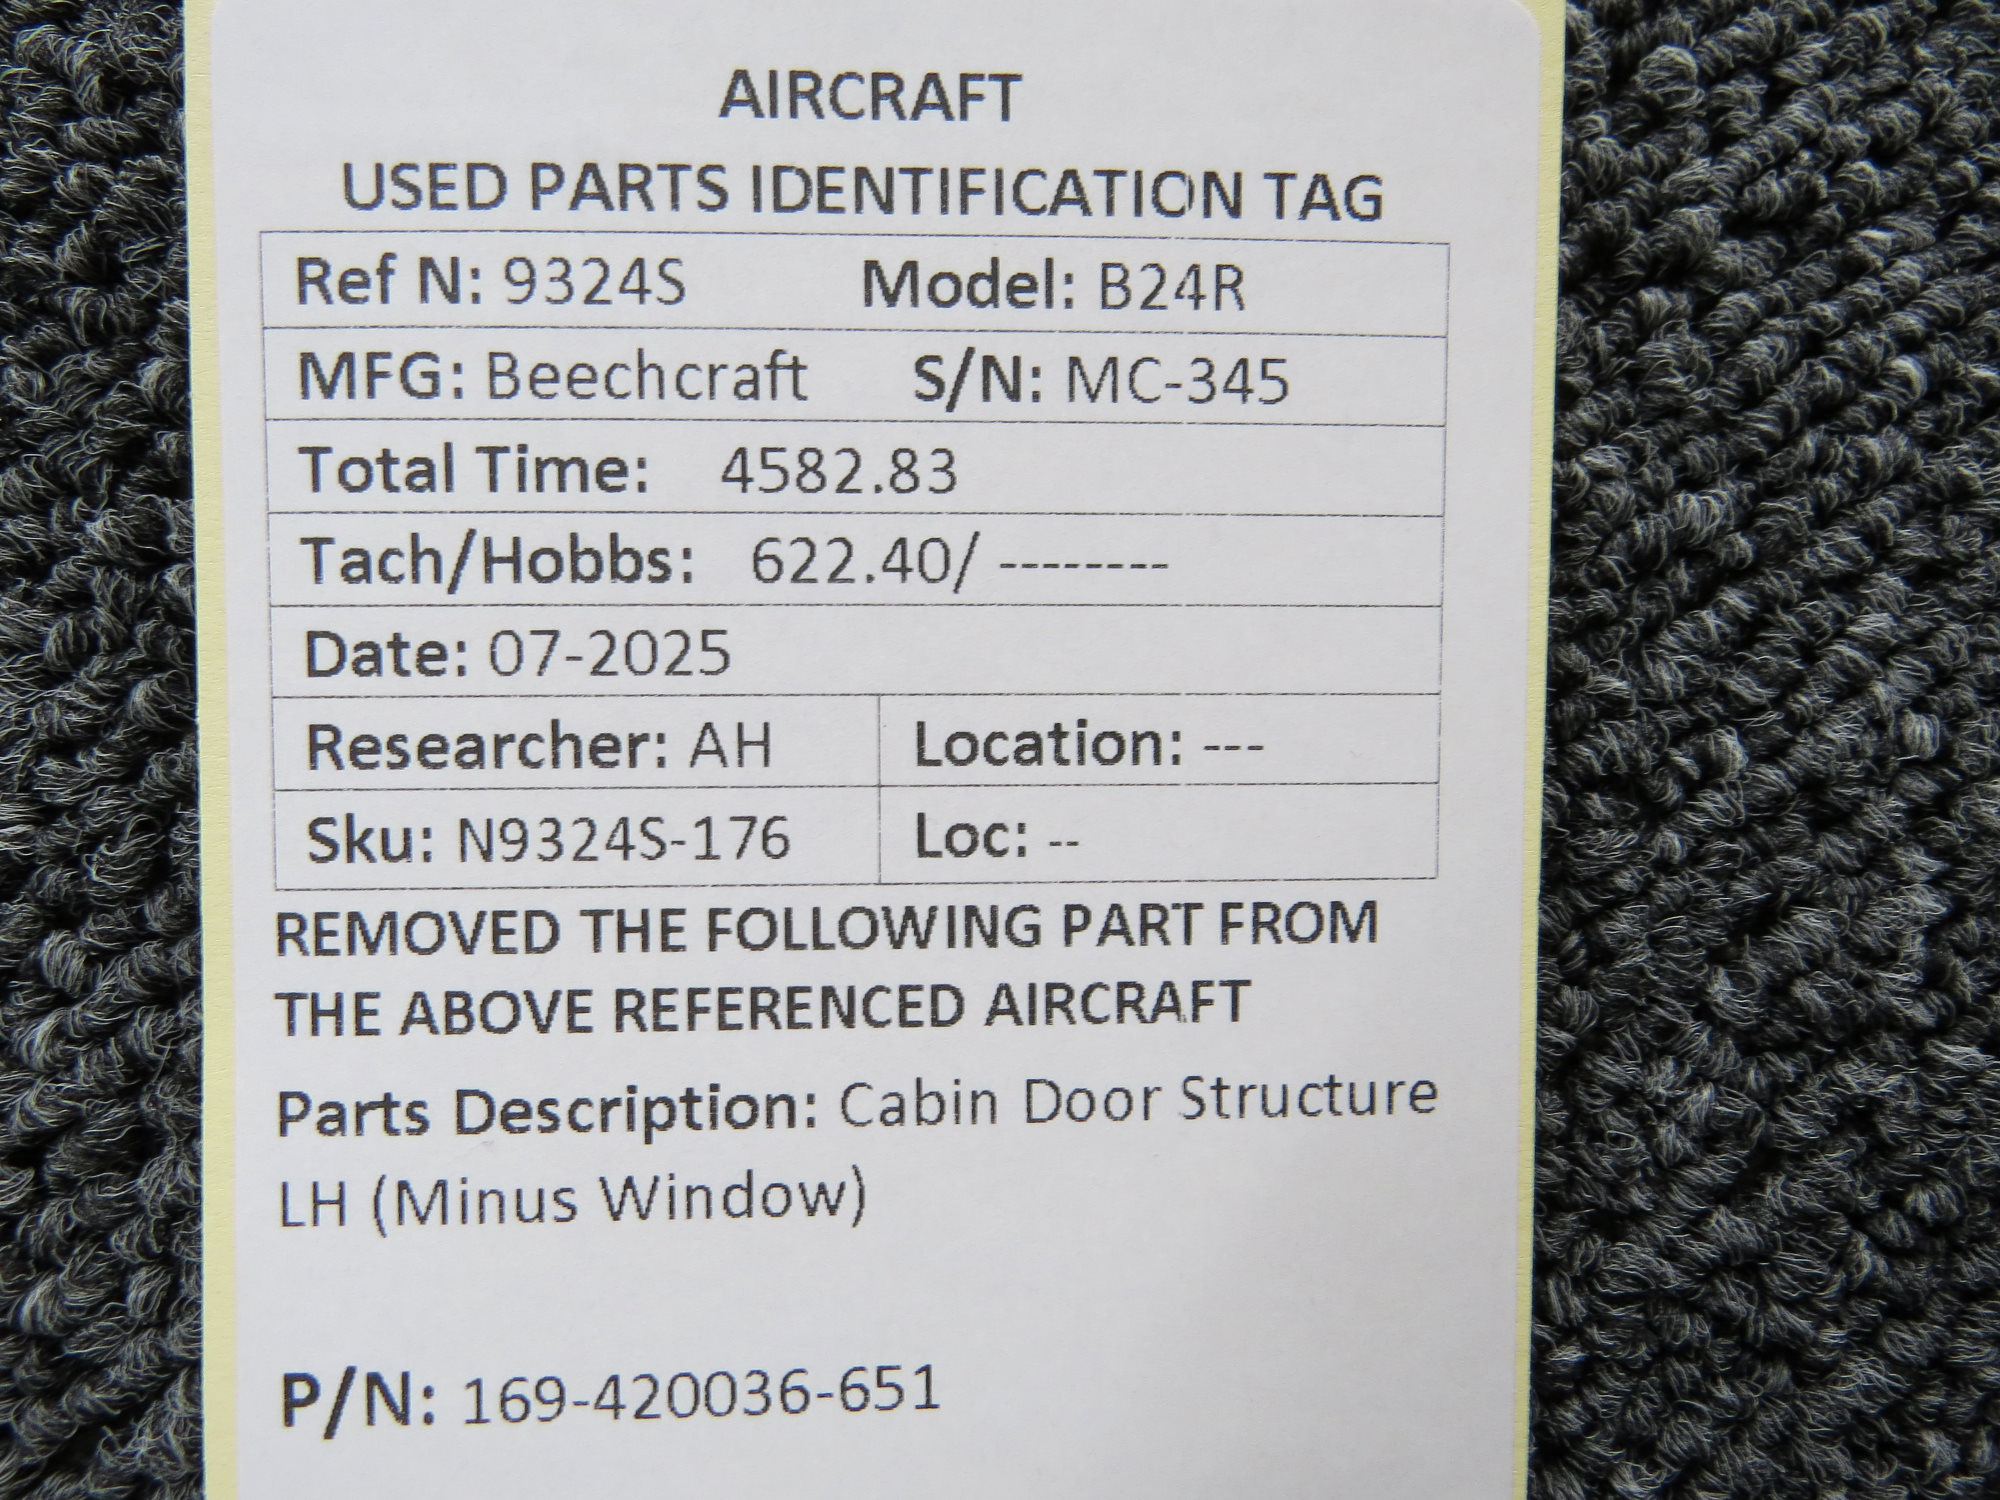 AIRCRAFT
USED PARTS IDENTIFICATION TAG
Ref N: 9324S Model: B24R
MFG: Beechcraft S/N: MC-345
Total Time: 4582.83
Tach/Hobbs: 622.40/ --------
Date: 07-2025
Researcher: AH Location: ---
Sku: N9324S-176 Loc: --
REMOVED THE FOLLOWING PART FROM
THE ABOVE REFERENCED AIRCRAFT
Parts Description: Cabin Door Structure
LH (Minus Window)
P/N: 169-420036-651